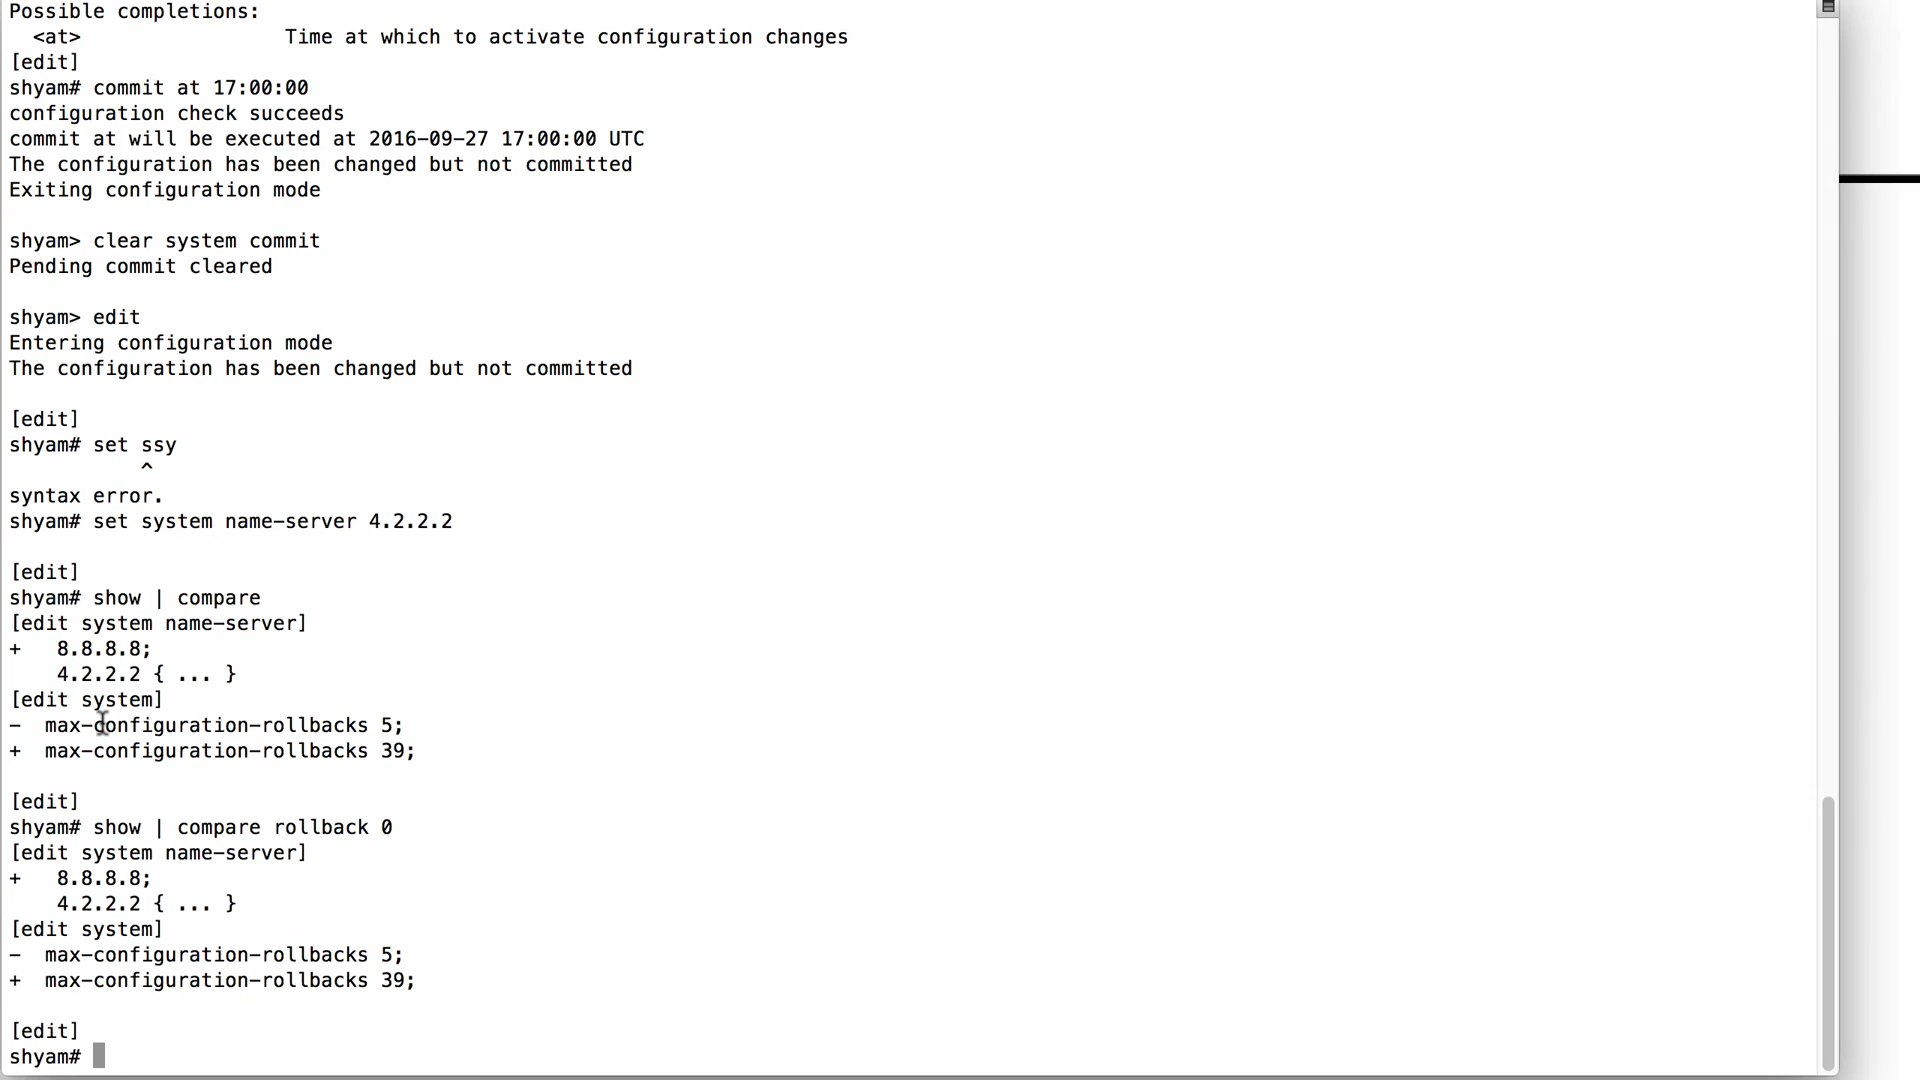 Possible completions:
<at> Time at which to activate configuration changes
[edit]
shyam# commit at 17:00:00
configuration check succeeds
commit at will be executed at 2016-09-27 17:00:00 UTC
The configuration has been changed but not committed
Exiting configuration mode
shyam> clear system commit
Pending commit cleared
shyam> edit
Entering configuration mode
The configuration has been changed but not committed
[edit]
shyam# set ssy
^
syntax error.
shyam# set system name-server 4.2.2.2
[edit]
shyam# show | compare
[edit system name-server]
+ 8.8.8.8;
4.2.2.2 { ... }
[edit system]
- max-configuration-rollbacks 5;
+ max-configuration-rollbacks 39;
[edit]
shyam# show | compare rollback 0
[edit system name-server]
+ 8.8.8.8;
4.2.2.2 { ... }
[edit system]
- max-configuration-rollbacks 5;
+ max-configuration-rollbacks 39;
[edit]
shyam#